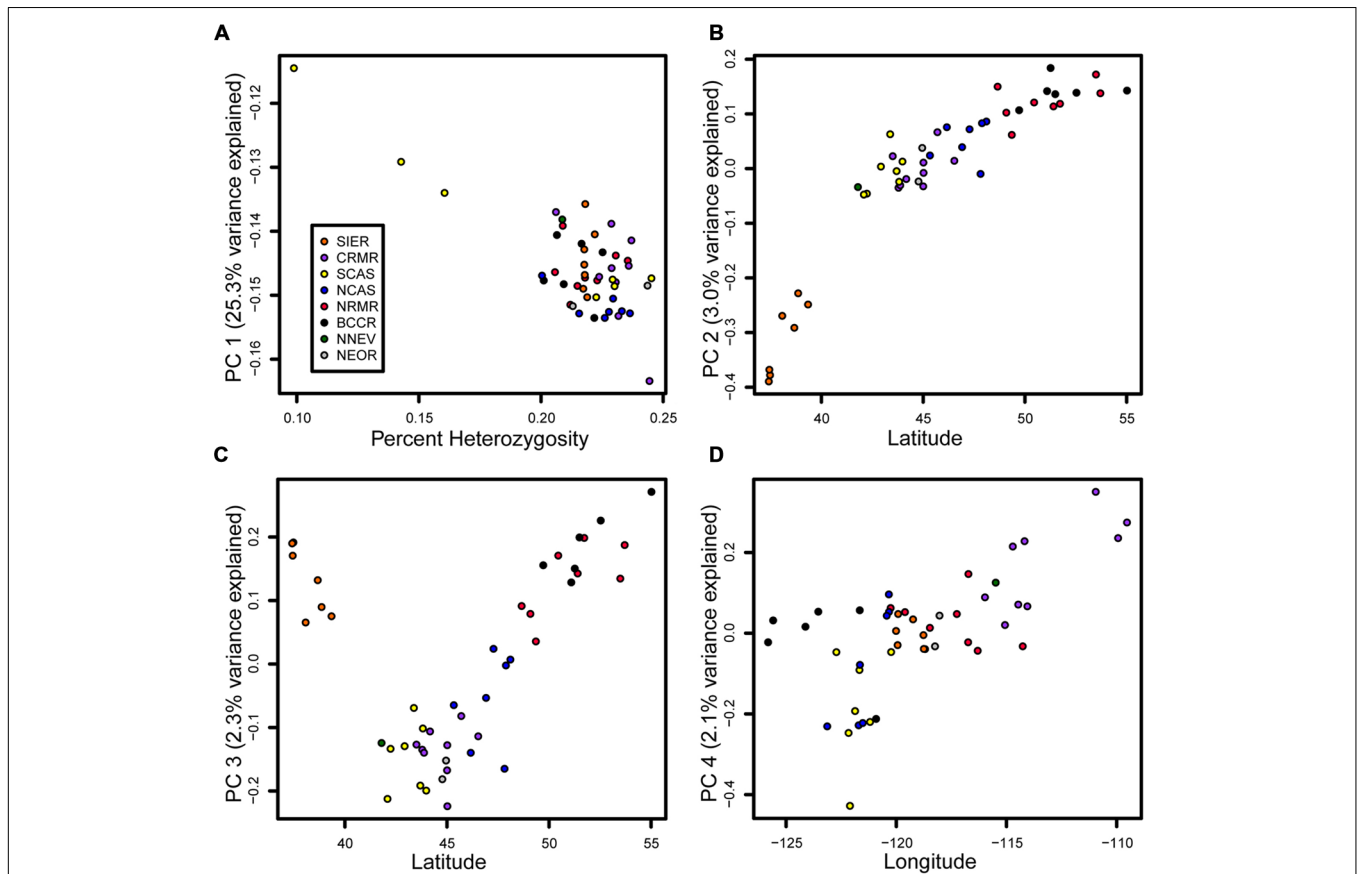 A
PC 1 (25.3% variance explained)
−0.12
−0.13
−0.14
−0.15
−0.16
SIER
CRMR
SCAS
NCAS
NRMR
BCCR
NNEV
NEOR
0.10 0.15 0.20 0.25
Percent Heterozygosity
B
PC 2 (3.0% variance explained)
0.2
0.1
0.0
−0.1
−0.2
−0.3
−0.4
40 45 50 55
Latitude
C
PC 3 (2.3% variance explained)
0.2
0.1
0.0
−0.1
−0.2
40 45 50 55
Latitude
D
PC 4 (2.1% variance explained)
0.2
0.0
−0.2
−0.4
−125 −120 −115 −110
Longitude